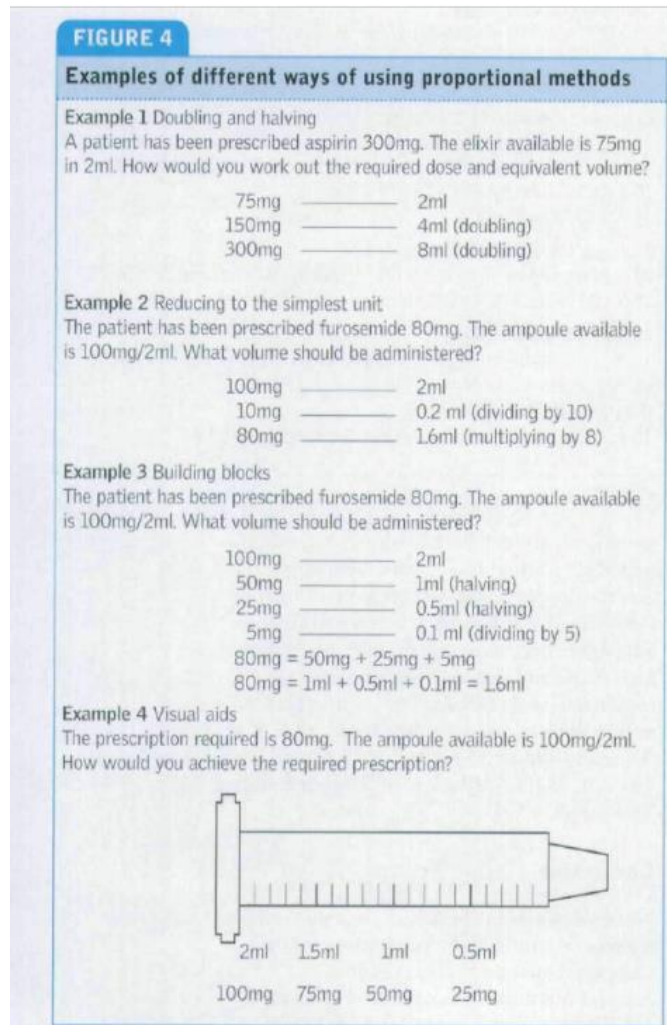 FIGURE 4
Examples of different ways of using proportional methods
Example 1 Doubling and halving
A patient has been prescribed aspirin 300mg. The elixir available is 75mg
in 2ml. How would you work out the required dose and equivalent volume?
75mg 2ml
150mg 4ml (doubling)
300mg 8ml (doubling)
Example 2 Reducing to the simplest unit
The patient has been prescribed furosemide 80mg. The ampoule available
is 100mg/2ml. What volume should be administered?
100mg 2ml
10mg 0.2 ml (dividing by 10)
80mg 1.6ml (multiplying by 8)
Example 3 Building blocks
The patient has been prescribed furosemide 80mg. The ampoule available
is 100mg/2ml. What volume should be administered?
100mg 2ml
50mg 1ml (halving)
25mg 0.5ml (halving)
5mg 0.1 ml (dividing by 5)
80mg = 50mg + 25mg + 5mg
80mg = 1ml + 0.5ml + 0.1ml = 1.6ml
Example 4 Visual aids
The prescription required is 80mg. The ampoule available is 100mg/2ml.
How would you achieve the required prescription?
2ml 1.5ml 1ml 0.5ml
100mg 75mg 50mg 25mg